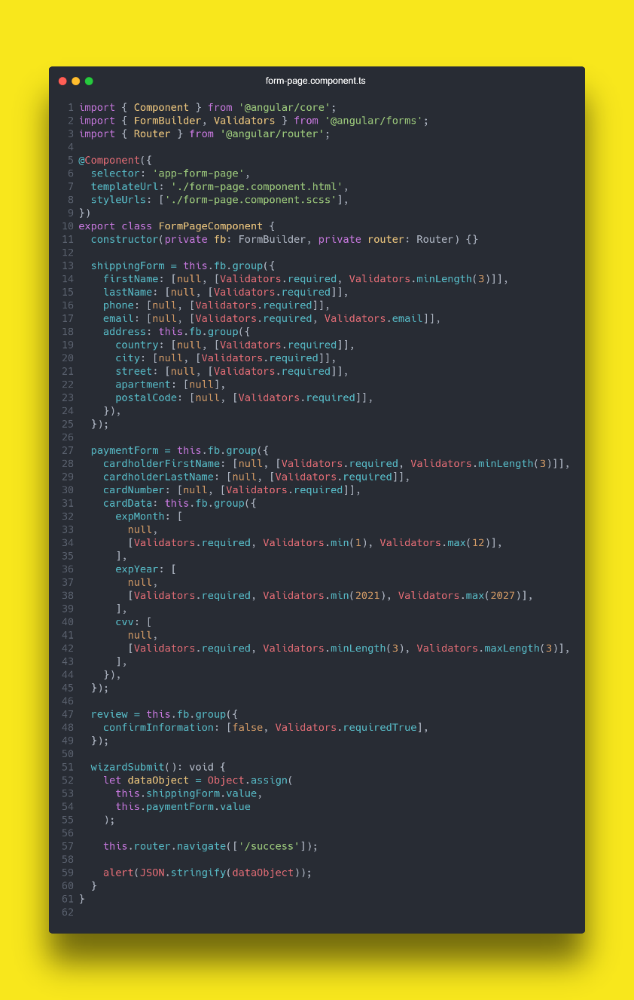 form-page.component.ts
1 import { Component } from '@angular/core';
2 import { FormBuilder, Validators } from '@angular/forms';
3 import { Router } from '@angular/router';
4
5 @Component({
6   selector: 'app-form-page',
7   templateUrl: './form-page.component.html',
8   styleUrls: ['./form-page.component.scss'],
9 })
10 export class FormPageComponent {
11   constructor(private fb: FormBuilder, private router: Router) {}
12
13   shippingForm = this.fb.group({
14     firstName: [null, [Validators.required, Validators.minLength(3)]],
15     lastName: [null, [Validators.required]],
16     phone: [null, [Validators.required]],
17     email: [null, [Validators.required, Validators.email]],
18     address: this.fb.group({
19       country: [null, [Validators.required]],
20       city: [null, [Validators.required]],
21       street: [null, [Validators.required]],
22       apartment: [null],
23       postalCode: [null, [Validators.required]],
24     }),
25   });
26
27   paymentForm = this.fb.group({
28     cardholderFirstName: [null, [Validators.required, Validators.minLength(3)]],
29     cardholderLastName: [null, [Validators.required]],
30     cardNumber: [null, [Validators.required]],
31     cardData: this.fb.group({
32       expMonth: [
33         null,
34         [Validators.required, Validators.min(1), Validators.max(12)],
35       ],
36       expYear: [
37         null,
38         [Validators.required, Validators.min(2021), Validators.max(2027)],
39       ],
40       cvv: [
41         null,
42         [Validators.required, Validators.minLength(3), Validators.maxLength(3)],
43       ],
44     }),
45   });
46
47   review = this.fb.group({
48     confirmInformation: [false, Validators.requiredTrue],
49   });
50
51   wizardSubmit(): void {
52     let dataObject = Object.assign(
53       this.shippingForm.value,
54       this.paymentForm.value
55     );
56
57     this.router.navigate(['/success']);
58
59     alert(JSON.stringify(dataObject));
60   }
61 }
62